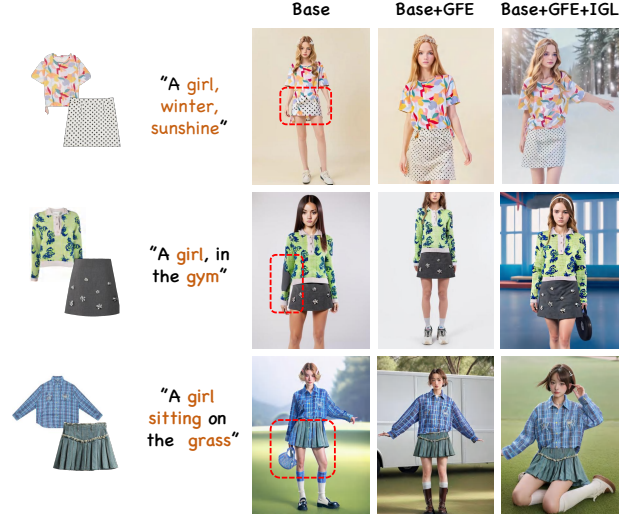 Base Base+GFE Base+GFE+IGL
"A girl,
winter,
sunshine"
"A girl, in
the gym"
"A girl
sitting on
the grass"